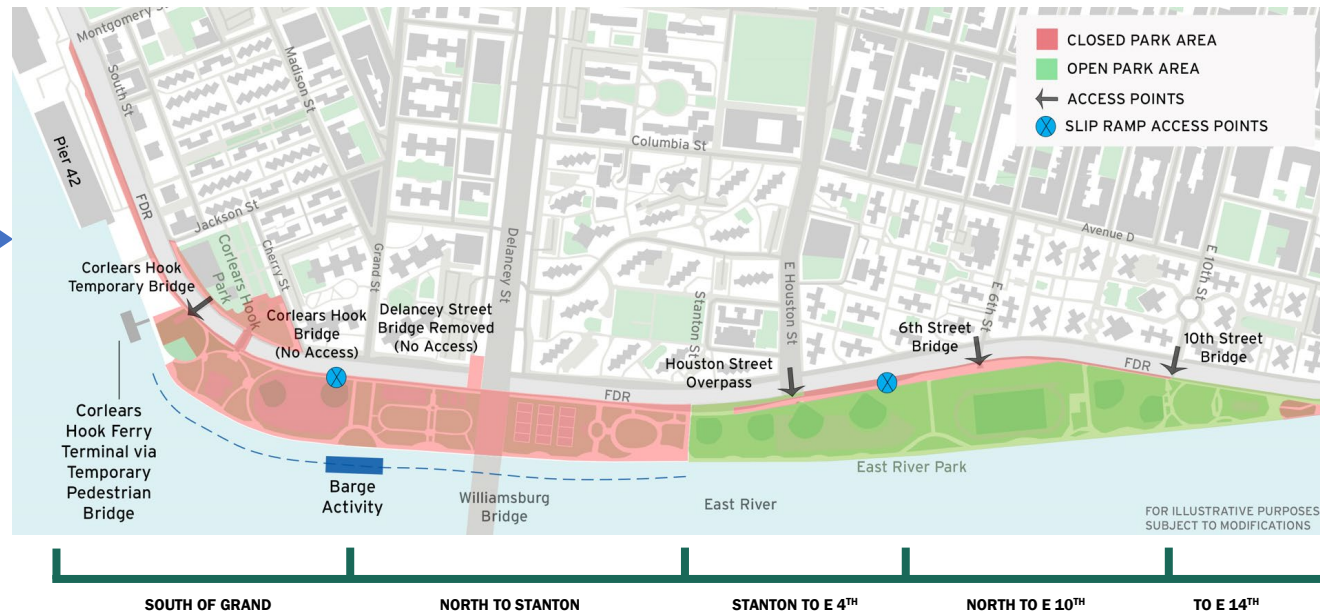 Montgomery St
South St
Madison St
Pier 42
FDR
Jackson St
Corlears Hook
Park
Cherry St
Grand St
Delancey St
Columbia St
Stanton St
E Houston St
Avenue D
E 6th St
E 10th St
CLOSED PARK AREA
OPEN PARK AREA
ACCESS POINTS
SLIP RAMP ACCESS POINTS
Corlears Hook
Temporary Bridge
Corlears Hook
Bridge
(No Access)
Delancey Street
Bridge Removed
(No Access)
Houston Street
Overpass
6th Street
Bridge
10th Street
Bridge
FDR
FDR
Corlears
Hook Ferry
Terminal via
Temporary
Pedestrian
Bridge
Barge
Activity
Williamsburg
Bridge
East River
East River Park
FOR ILLUSTRATIVE PURPOSES
SUBJECT TO MODIFICATIONS
SOUTH OF GRAND
NORTH TO STANTON
STANTON TO E 4TH
NORTH TO E 10TH
TO E 14TH